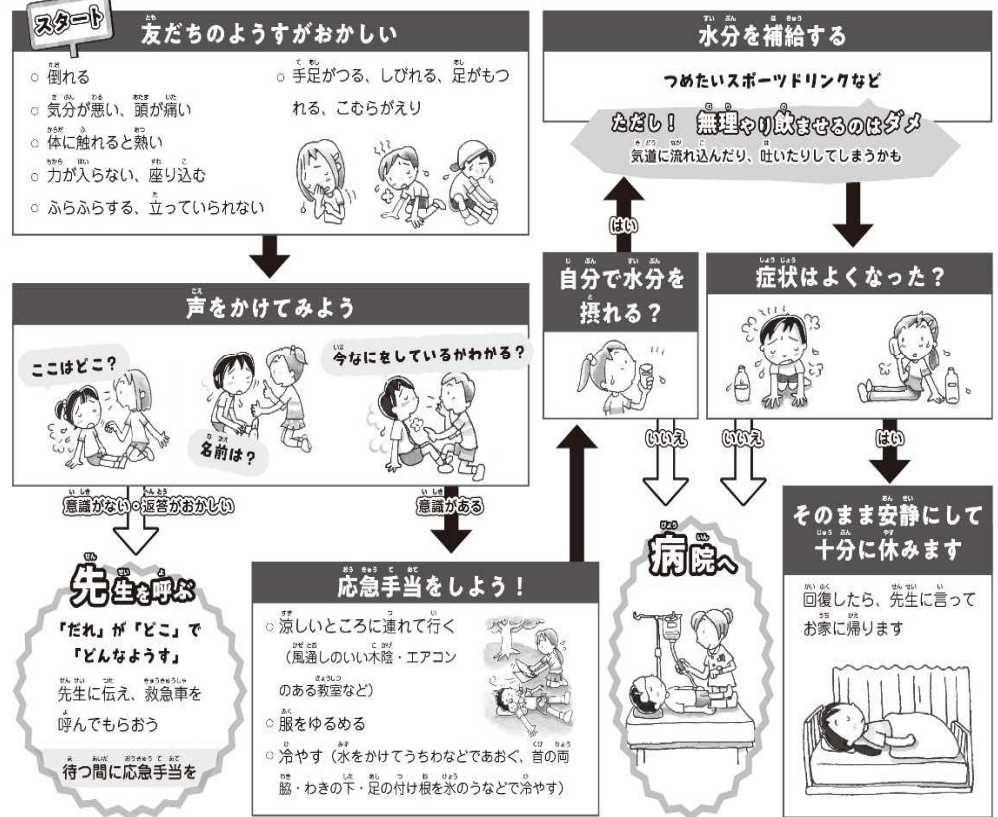 スタート
友だちのようすがおかしい
○ 倒れる
○ 気分が悪い、頭が痛い
○ 体に触れると熱い
○ 力が入らない、座り込む
○ ふらふらする、立っていられない
○ 手足がつる、しびれる、足がもつ
れる、こむらがえり
声をかけてみよう
ここはどこ？
名前は？
今なにをしているかわかる？
意識がない・返答がおかしい
意識がある
先生を呼ぶ
「だれ」が「どこ」で
「どんなようす」
先生に伝え、救急車を
呼んでもらおう
待つ間に応急手当を
応急手当をしよう！
○ 涼しいところに連れて行く
（風通しのいい木陰・エアコン
のある教室など）
○ 服をゆるめる
○ 冷やす（水をかけてうちわなどであおぐ、首の両
脇・わきの下・足の付け根を氷のうなどで冷やす）
自分で水分を
摂れる？
はい
いいえ
水分を補給する
つめたいスポーツドリンクなど
ただし！ 無理やり飲ませるのはダメ
気道に流れ込んだり、吐いたりしてしまうかも
症状はよくなった？
いいえ
はい
病院へ
そのまま安静にして
十分に休みます
回復したら、先生に言って
お家に帰ります